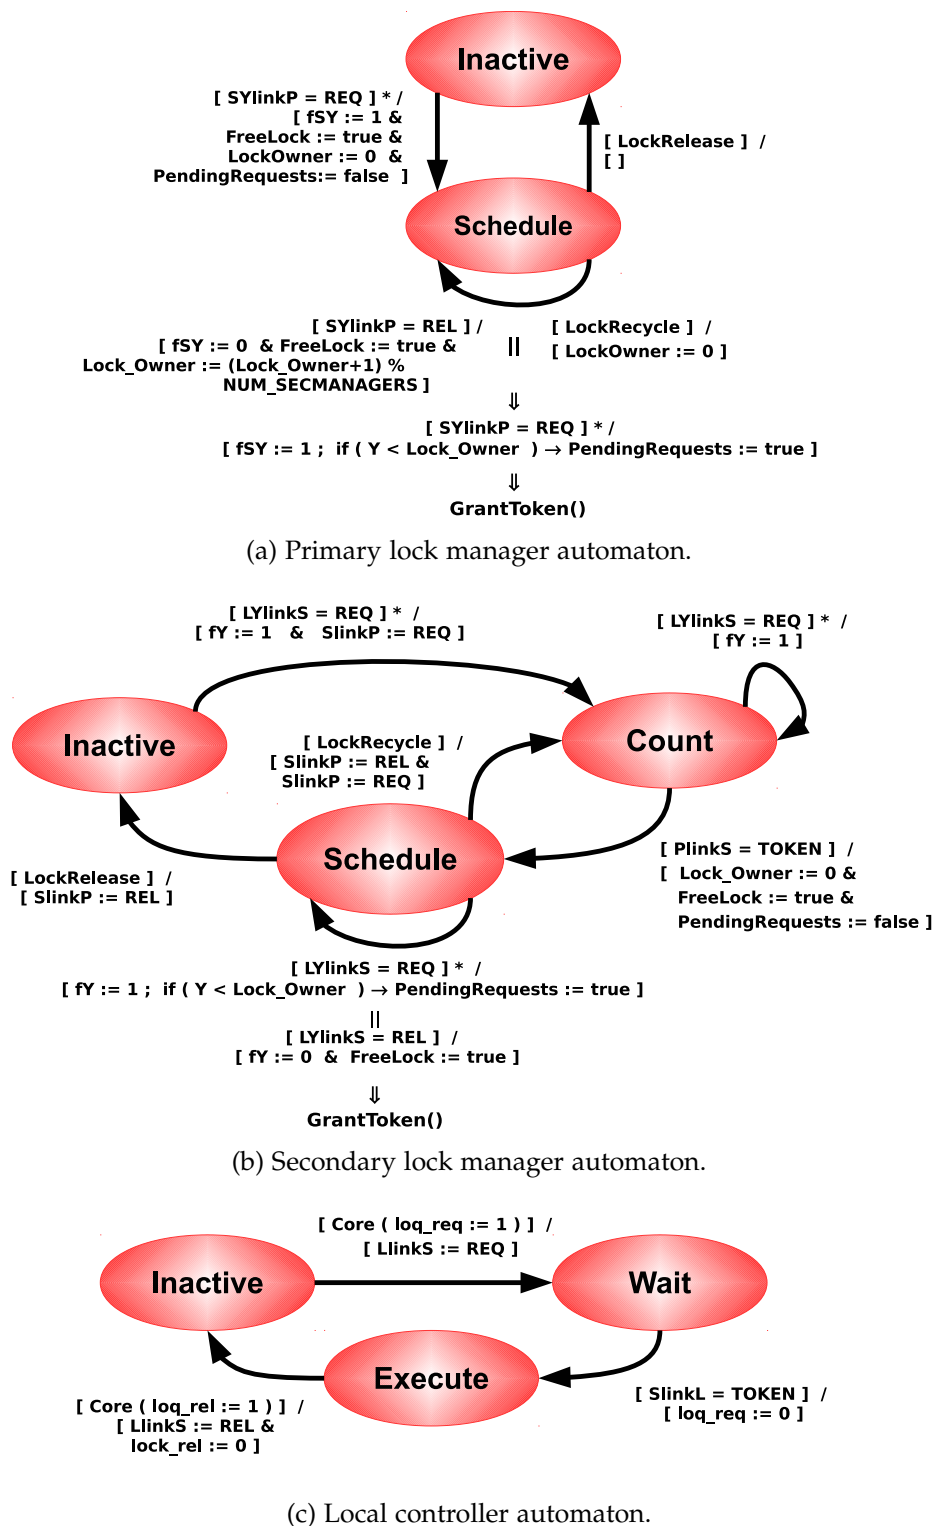 Inactive
[ SYlinkP = REQ ] * /
[ fSY := 1 &
FreeLock := true &
LockOwner := 0 &
PendingRequests:= false ]
[ LockRelease ] /
[ ]
Schedule
[ SYlinkP = REL ] /
[ fSY := 0 & FreeLock := true &
Lock_Owner := (Lock_Owner+1) %
NUM_SECMANAGERS ]
||
[ LockRecycle ] /
[ LockOwner := 0 ]
⇓
[ SYlinkP = REQ ] * /
[ fSY := 1 ; if ( Y < Lock_Owner ) → PendingRequests := true ]
⇓
GrantToken()
(a) Primary lock manager automaton.
[ LYlinkS = REQ ] * /
[ fY := 1 & SlinkP := REQ ]
[ LYlinkS = REQ ] * /
[ fY := 1 ]
Inactive
[ LockRecycle ] /
[ SlinkP := REL &
SlinkP := REQ ]
Count
Schedule
[ LockRelease ] /
[ SlinkP := REL ]
[ PlinkS = TOKEN ] /
[ Lock_Owner := 0 &
FreeLock := true &
PendingRequests := false ]
[ LYlinkS = REQ ] * /
[ fY := 1 ; if ( Y < Lock_Owner ) → PendingRequests := true ]
||
[ LYlinkS = REL ] /
[ fY := 0 & FreeLock := true ]
⇓
GrantToken()
(b) Secondary lock manager automaton.
[ Core ( loq_req := 1 ) ] /
[ LlinkS := REQ ]
Inactive
Wait
Execute
[ Core ( loq_rel := 1 ) ] /
[ LlinkS := REL &
lock_rel := 0 ]
[ SlinkL = TOKEN ] /
[ loq_req := 0 ]
(c) Local controller automaton.